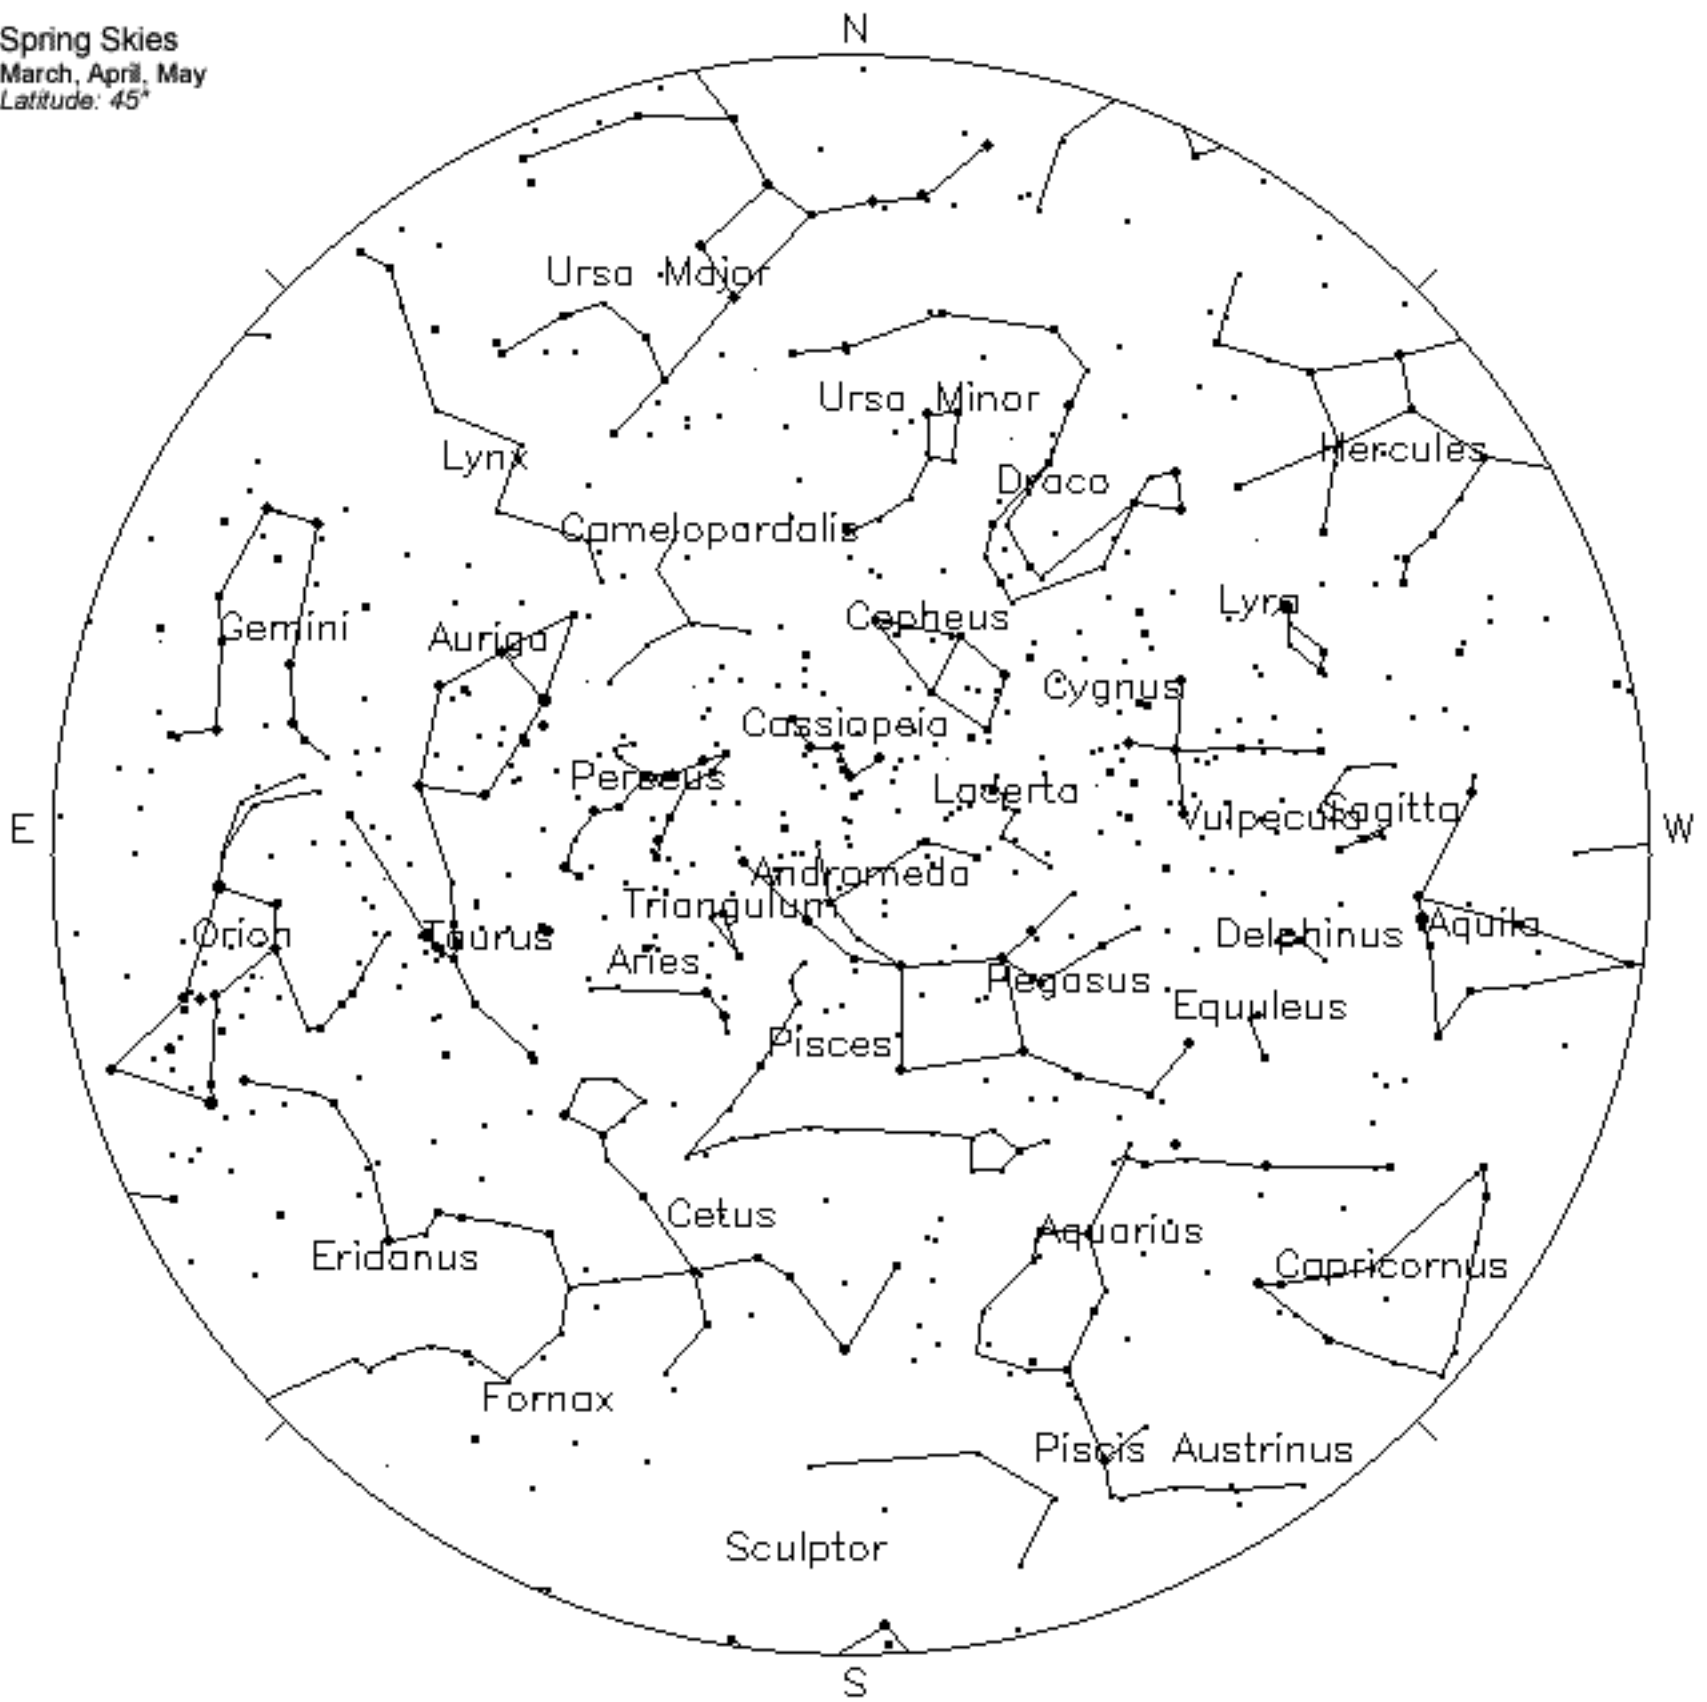 N
Spring Skies
March, April, May
Latitude: 45°
Ursa Major
Ursa Minor
Hercules
Lynx
Draco
Camelopardalis
Lyra
Cepheus
Gemini
Auriga
Cygnus
Cassiopeia
Perseus
Lacerta
Vulpecula
Sagitta
E
W
Andromeda
Triangulum
Orion
Taurus
Delphinus
Aquila
Aries
Pegasus
Equuleus
Pisces
Cetus
Aquarius
Eridanus
Capricornus
Fornax
Piscis Austrinus
Sculptor
S